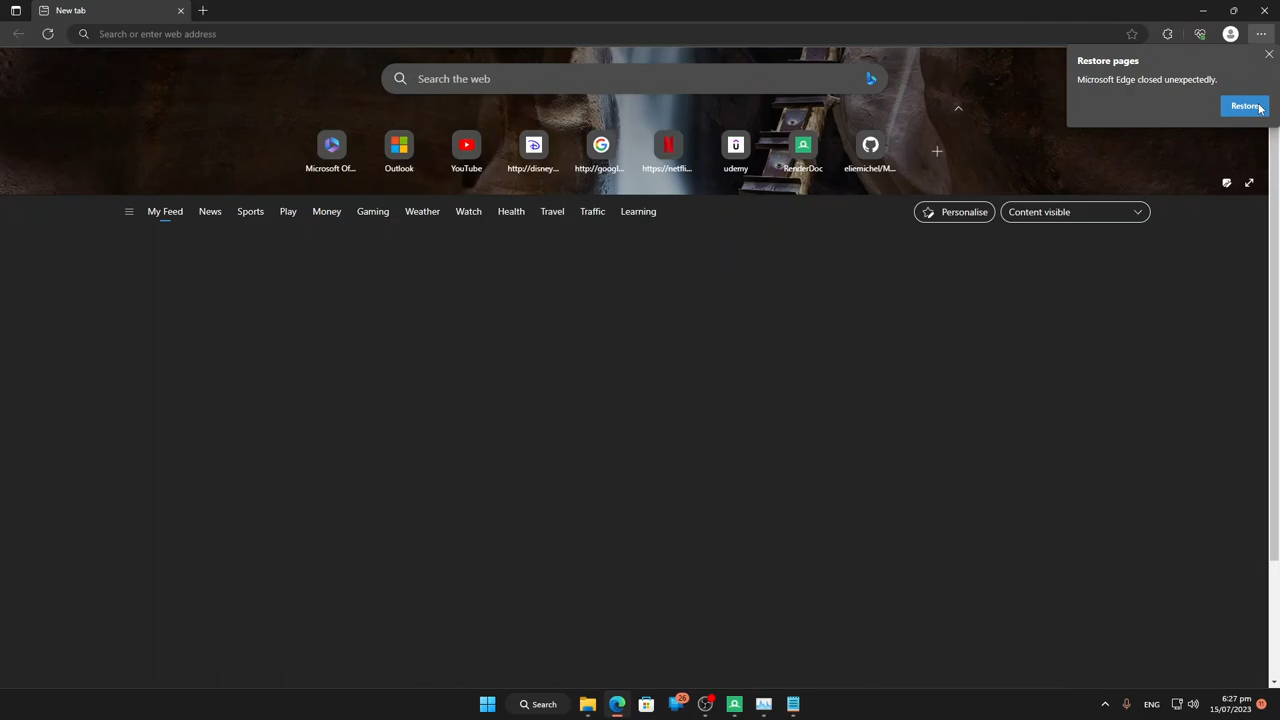 New tab
Search or enter web address
Restore pages
Microsoft Edge closed unexpectedly.
Restore
Search the web
Microsoft Of...
Outlook
YouTube
http://disney...
http://googl...
https://netfli...
udemy
RenderDoc
eliemichel/M...
My Feed
News
Sports
Play
Money
Gaming
Weather
Watch
Health
Travel
Traffic
Learning
Personalise
Content visible
Search
26
ENG
6:27 pm
15/07/2023
11